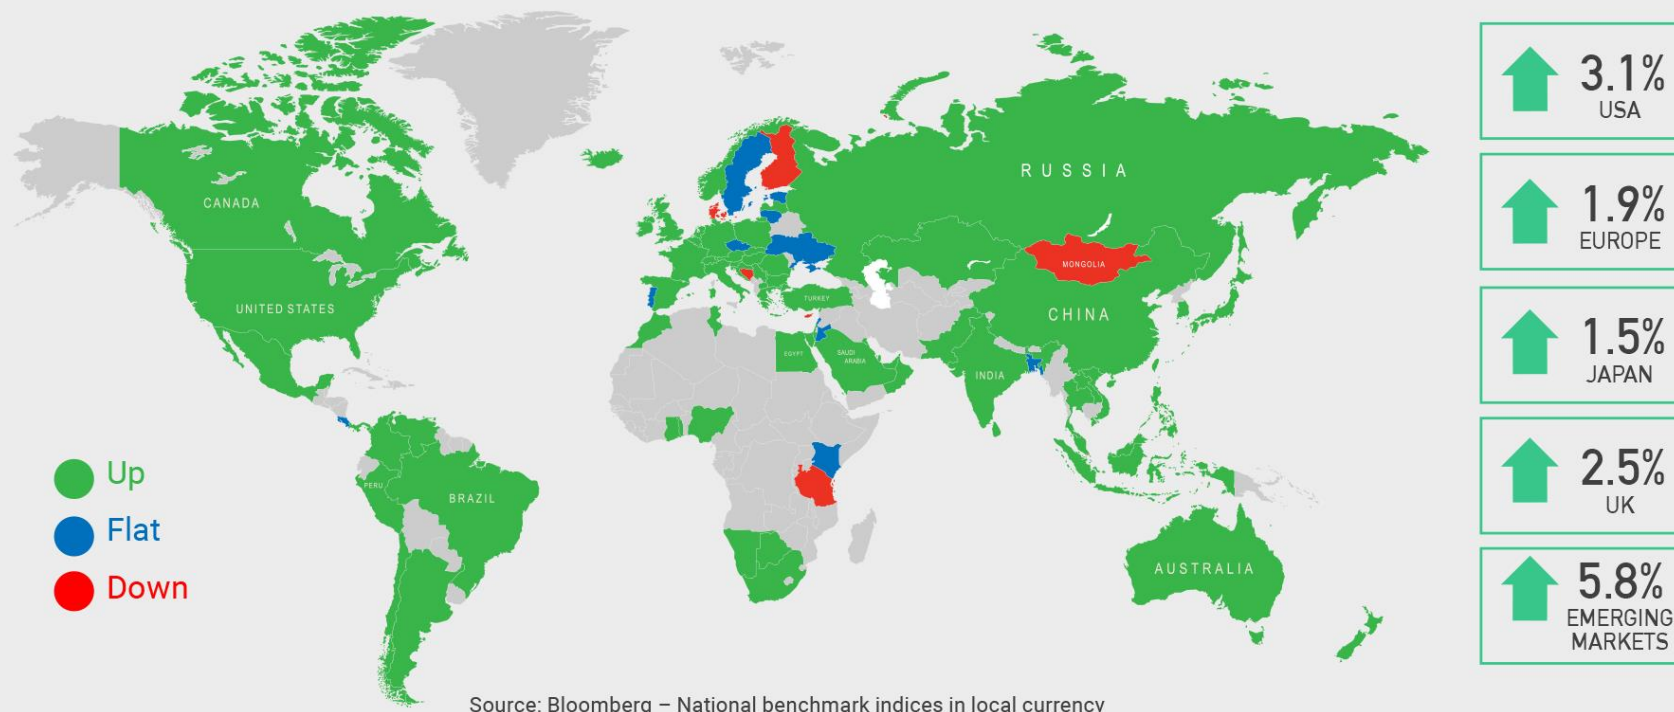 CANADA
UNITED STATES
PERU
BRAZIL
RUSSIA
MONGOLIA
CHINA
TURKEY
EGYPT
SAUDI
ARABIA
INDIA
AUSTRALIA
Up
Flat
Down
3.1%
USA
1.9%
EUROPE
1.5%
JAPAN
2.5%
UK
5.8%
EMERGING
MARKETS
Source: Bloomberg – National benchmark indices in local currency